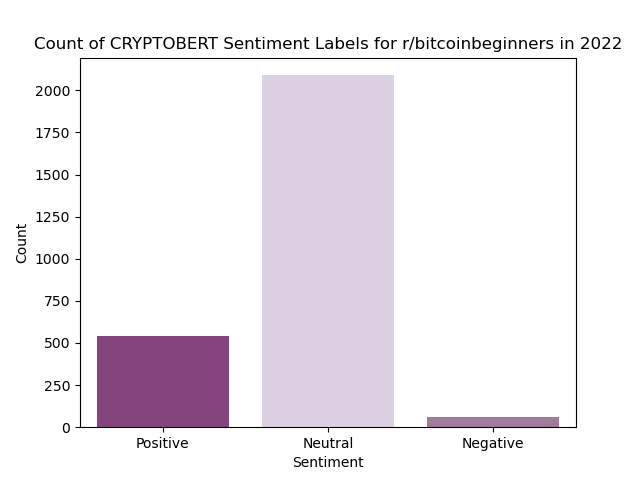 Count of CRYPTOBERT Sentiment Labels for r/bitcoinbeginners in 2022
2000
1750
1500
1250
1000
750
500
250
0
Count
Positive
Neutral
Negative
Sentiment